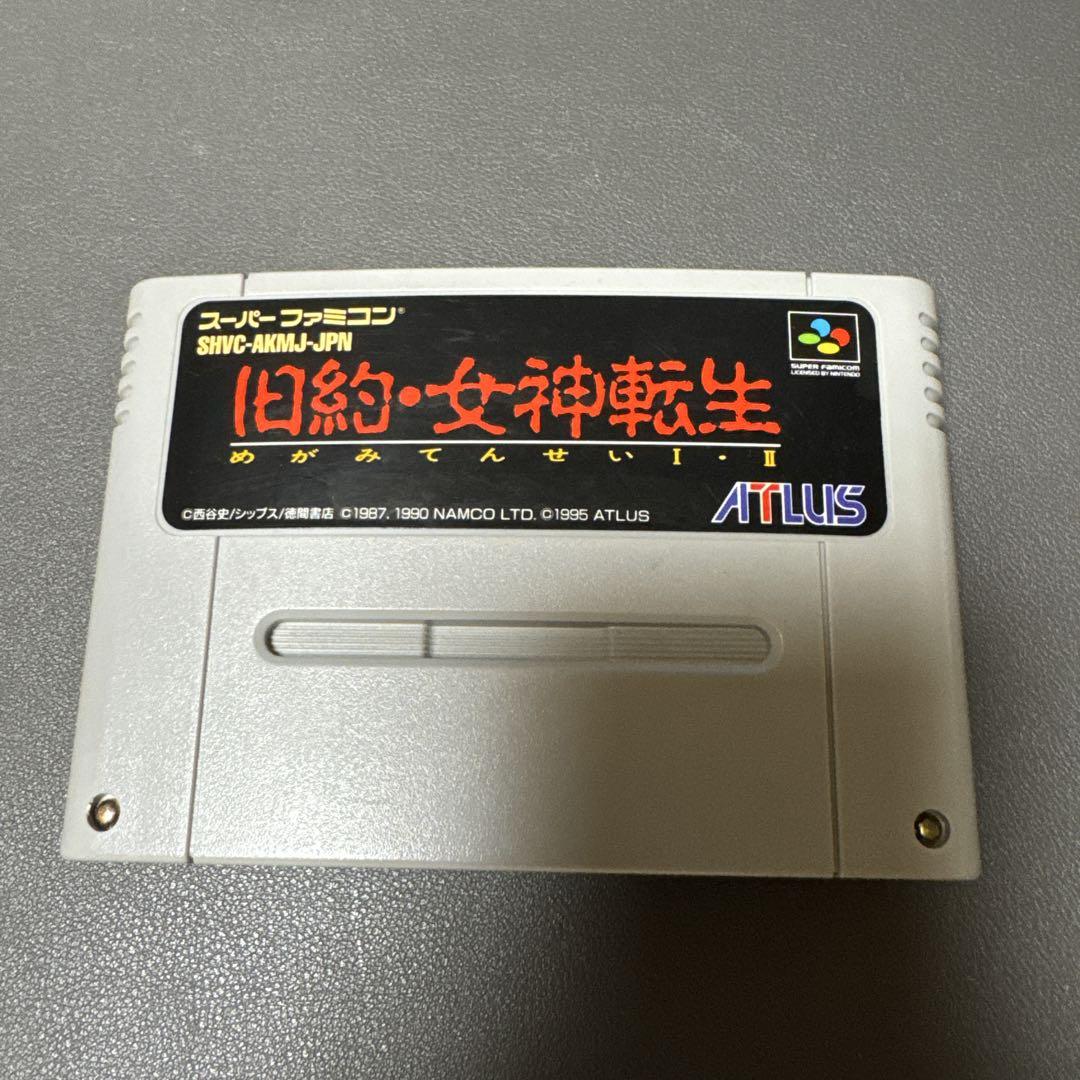 スーパーファミコン®
SHVC-AKMJ-JPN
旧約・女神転生
めがみてんせいⅠ・Ⅱ
SUPER FAMICOM
LICENSED BY NINTENDO
©西谷史/シップス/徳間書店 ©1987, 1990 NAMCO LTD. ©1995 ATLUS
ATLUS